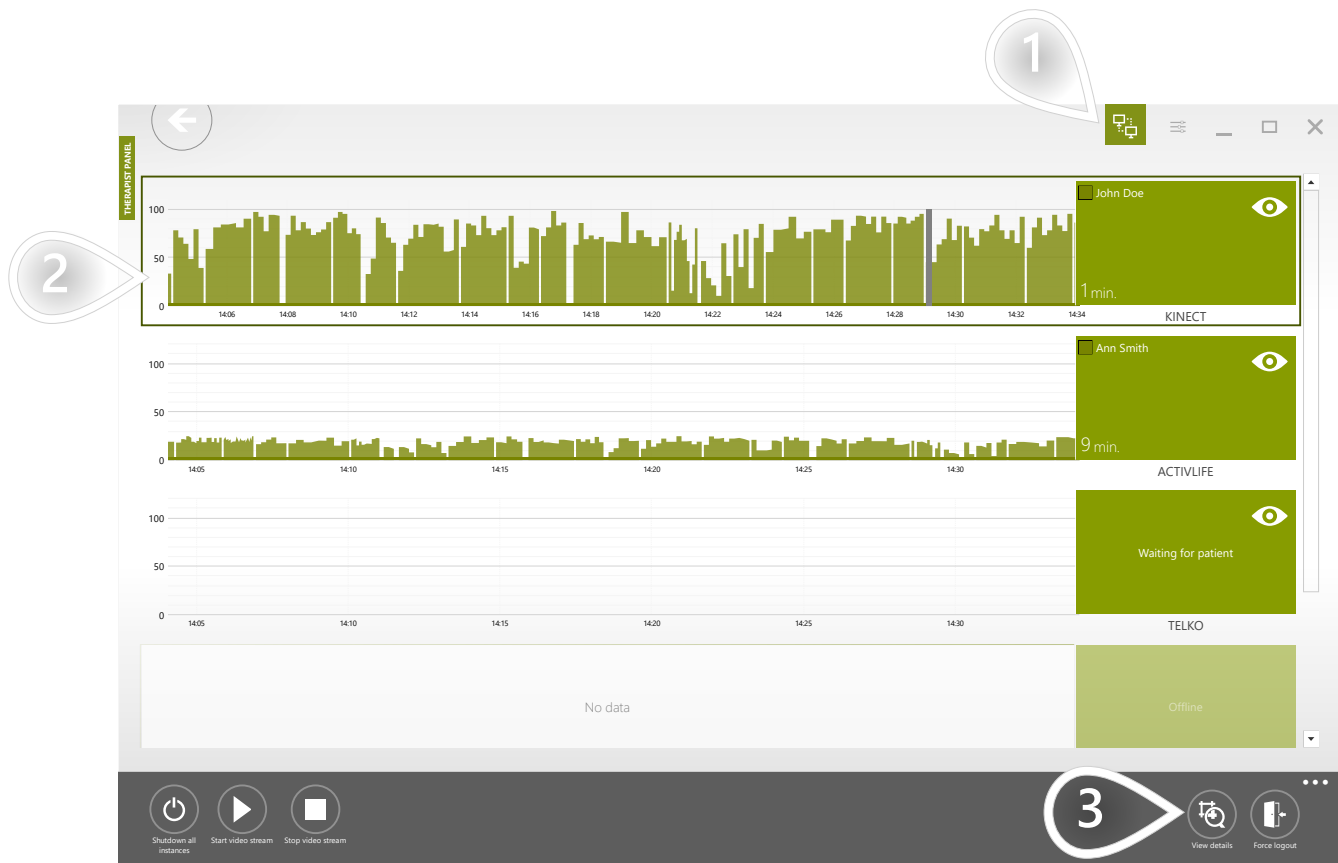 1
THERAPIST PANEL
2
100
50
0
14:06 14:08 14:10 14:12 14:14 14:16 14:18 14:20 14:22 14:24 14:26 14:28 14:30 14:32 14:34
John Doe
1 min.
KINECT
100
50
0
14:05 14:10 14:15 14:20 14:25 14:30
Ann Smith
9 min.
ACTIVLIFE
100
50
0
14:05 14:10 14:15 14:20 14:25 14:30
Waiting for patient
TELKO
No data
Offline
Shutdown all
instances
Start video stream
Stop video stream
3
View details
Force logout